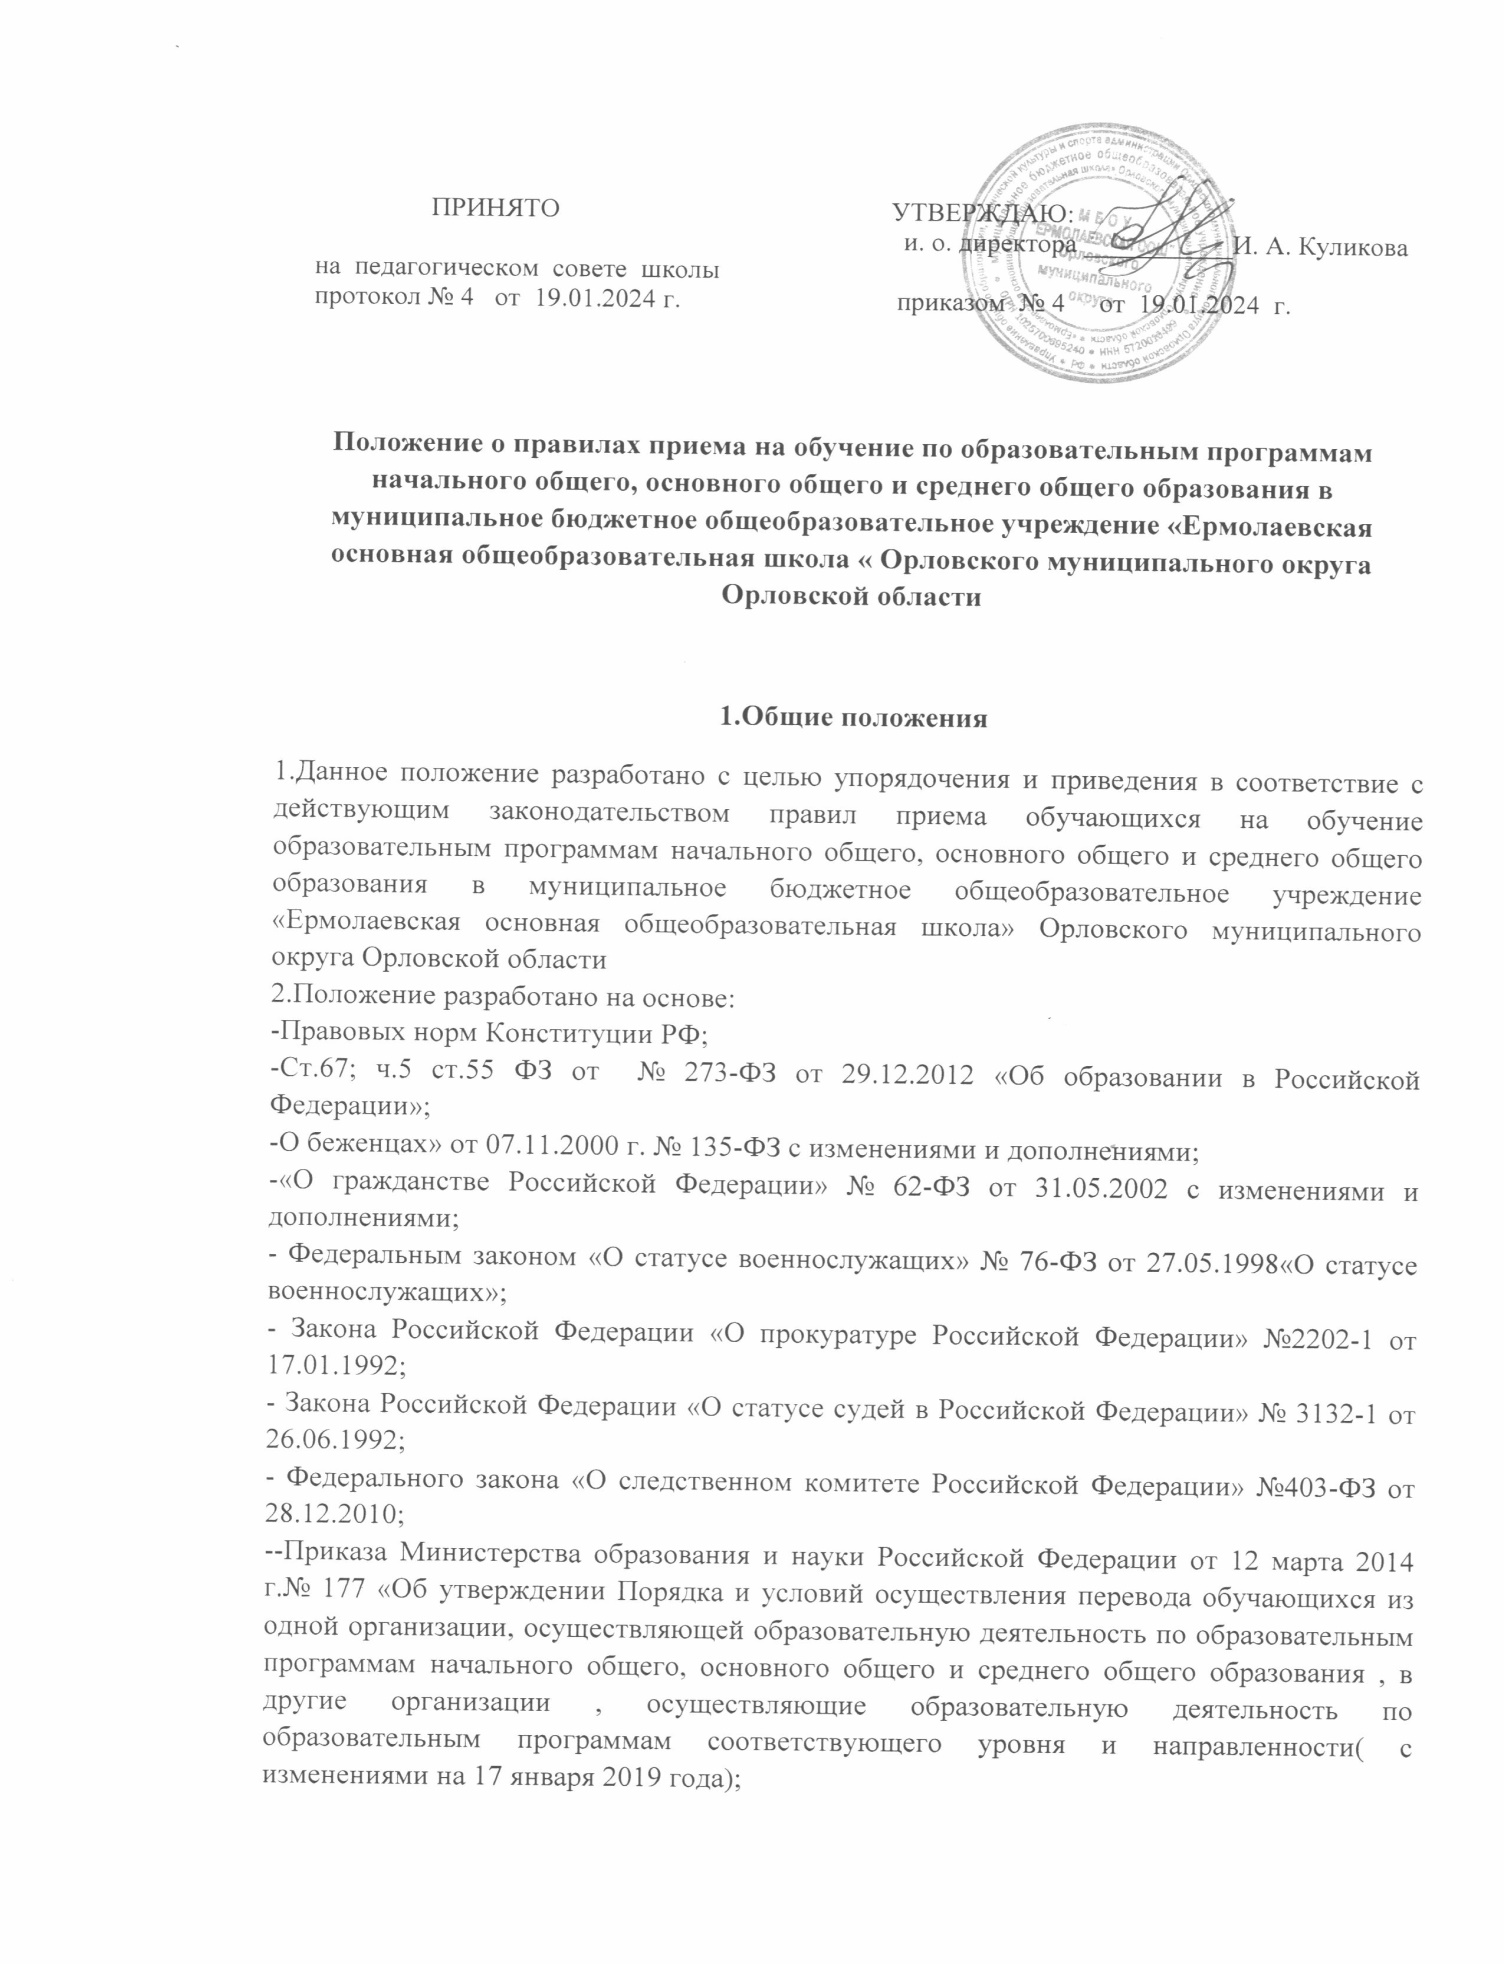 ПРИНЯТО
на педагогическом совете школы
протокол № 4 от 19.01.2024 г.
УТВЕРЖДАЮ:
и. о. директора И. А. Куликова
приказом № 4 от 19.01.2024 г.
М Б О У
"ЕРМОЛАЕВСКАЯ ООШ"
Орловского
муниципального
округа
Положение о правилах приема на обучение по образовательным программам
начального общего, основного общего и среднего общего образования в
муниципальное бюджетное общеобразовательное учреждение «Ермолаевская
основная общеобразовательная школа « Орловского муниципального округа
Орловской области
1.Общие положения
1.Данное положение разработано с целью упорядочения и приведения в соответствие с
действующим законодательством правил приема обучающихся на обучение
образовательным программам начального общего, основного общего и среднего общего
образования в муниципальное бюджетное общеобразовательное учреждение
«Ермолаевская основная общеобразовательная школа» Орловского муниципального
округа Орловской области
2.Положение разработано на основе:
-Правовых норм Конституции РФ;
-Ст.67; ч.5 ст.55 ФЗ от № 273-ФЗ от 29.12.2012 «Об образовании в Российской
Федерации»;
-О беженцах» от 07.11.2000 г. № 135-ФЗ с изменениями и дополнениями;
-«О гражданстве Российской Федерации» № 62-ФЗ от 31.05.2002 с изменениями и
дополнениями;
- Федеральным законом «О статусе военнослужащих» № 76-ФЗ от 27.05.1998«О статусе
военнослужащих»;
- Закона Российской Федерации «О прокуратуре Российской Федерации» №2202-1 от
17.01.1992;
- Закона Российской Федерации «О статусе судей в Российской Федерации» № 3132-1 от
26.06.1992;
- Федерального закона «О следственном комитете Российской Федерации» №403-ФЗ от
28.12.2010;
--Приказа Министерства образования и науки Российской Федерации от 12 марта 2014
г.№ 177 «Об утверждении Порядка и условий осуществления перевода обучающихся из
одной организации, осуществляющей образовательную деятельность по образовательным
программам начального общего, основного общего и среднего общего образования , в
другие организации , осуществляющие образовательную деятельность по
образовательным программам соответствующего уровня и направленности( с
изменениями на 17 января 2019 года);